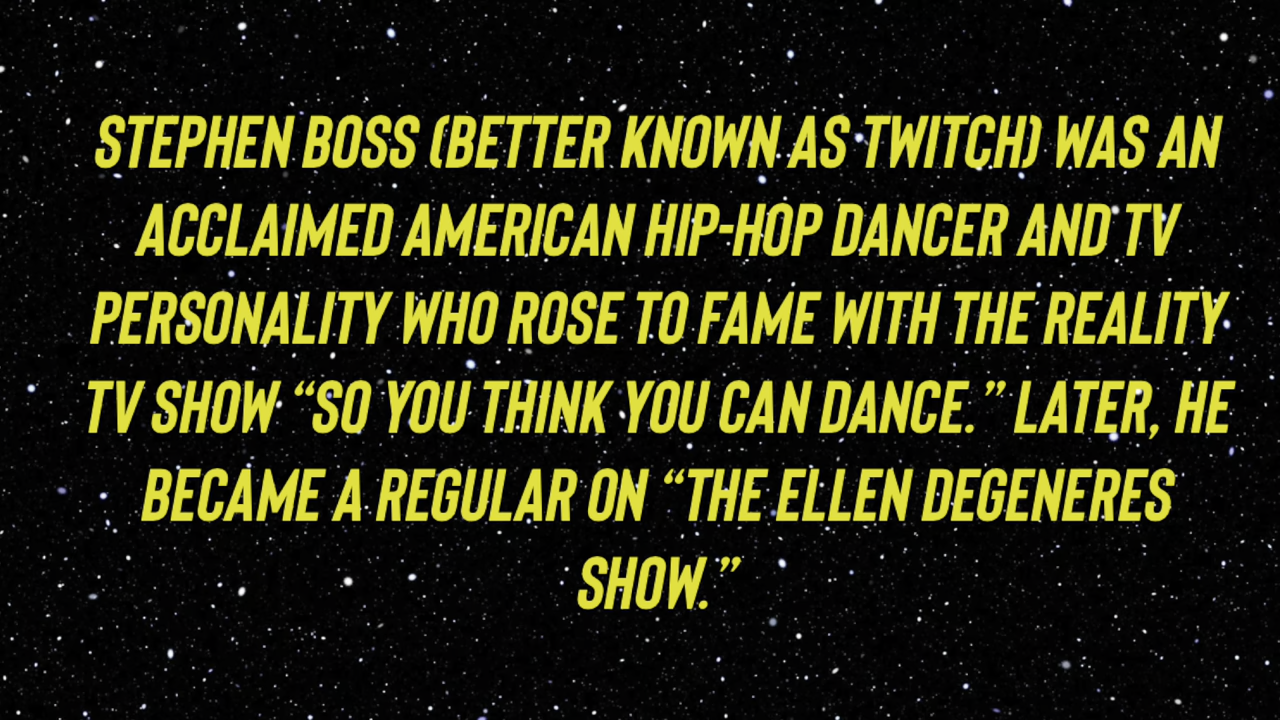 STEPHEN BOSS (BETTER KNOWN AS TWITCH) WAS AN
ACCLAIMED AMERICAN HIP-HOP DANCER AND TV
PERSONALITY WHO ROSE TO FAME WITH THE REALITY
TV SHOW “SO YOU THINK YOU CAN DANCE.” LATER, HE
BECAME A REGULAR ON “THE ELLEN DEGENERES
SHOW.”